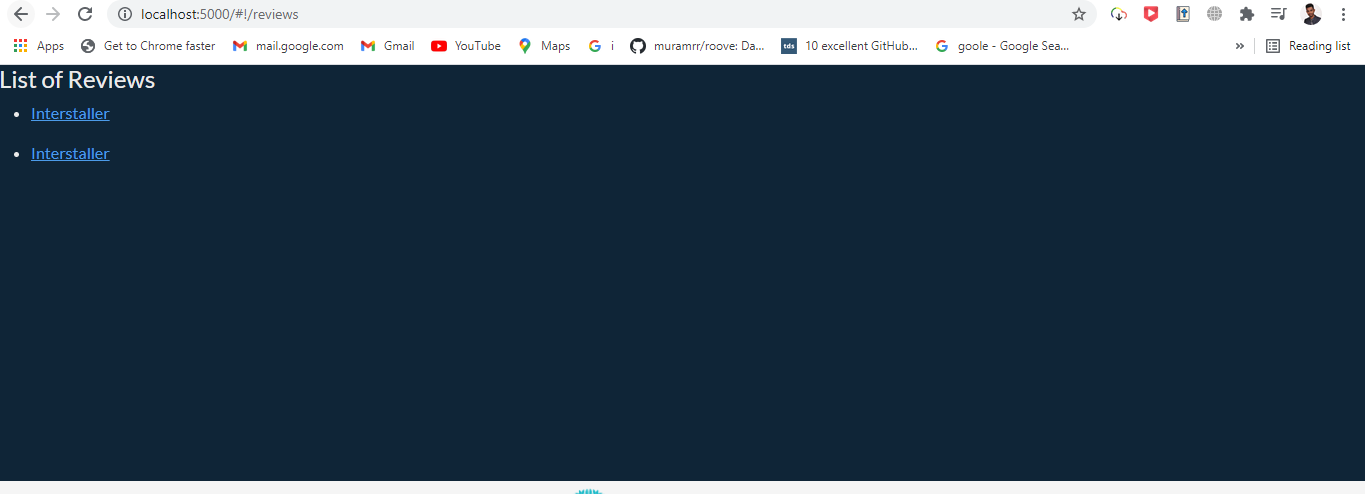 localhost:5000/#!/reviews
Apps Get to Chrome faster mail.google.com Gmail YouTube Maps i muramrr/roove: Da... tds 10 excellent GitHub... goole - Google Sea... » Reading list
List of Reviews
• Interstaller
• Interstaller